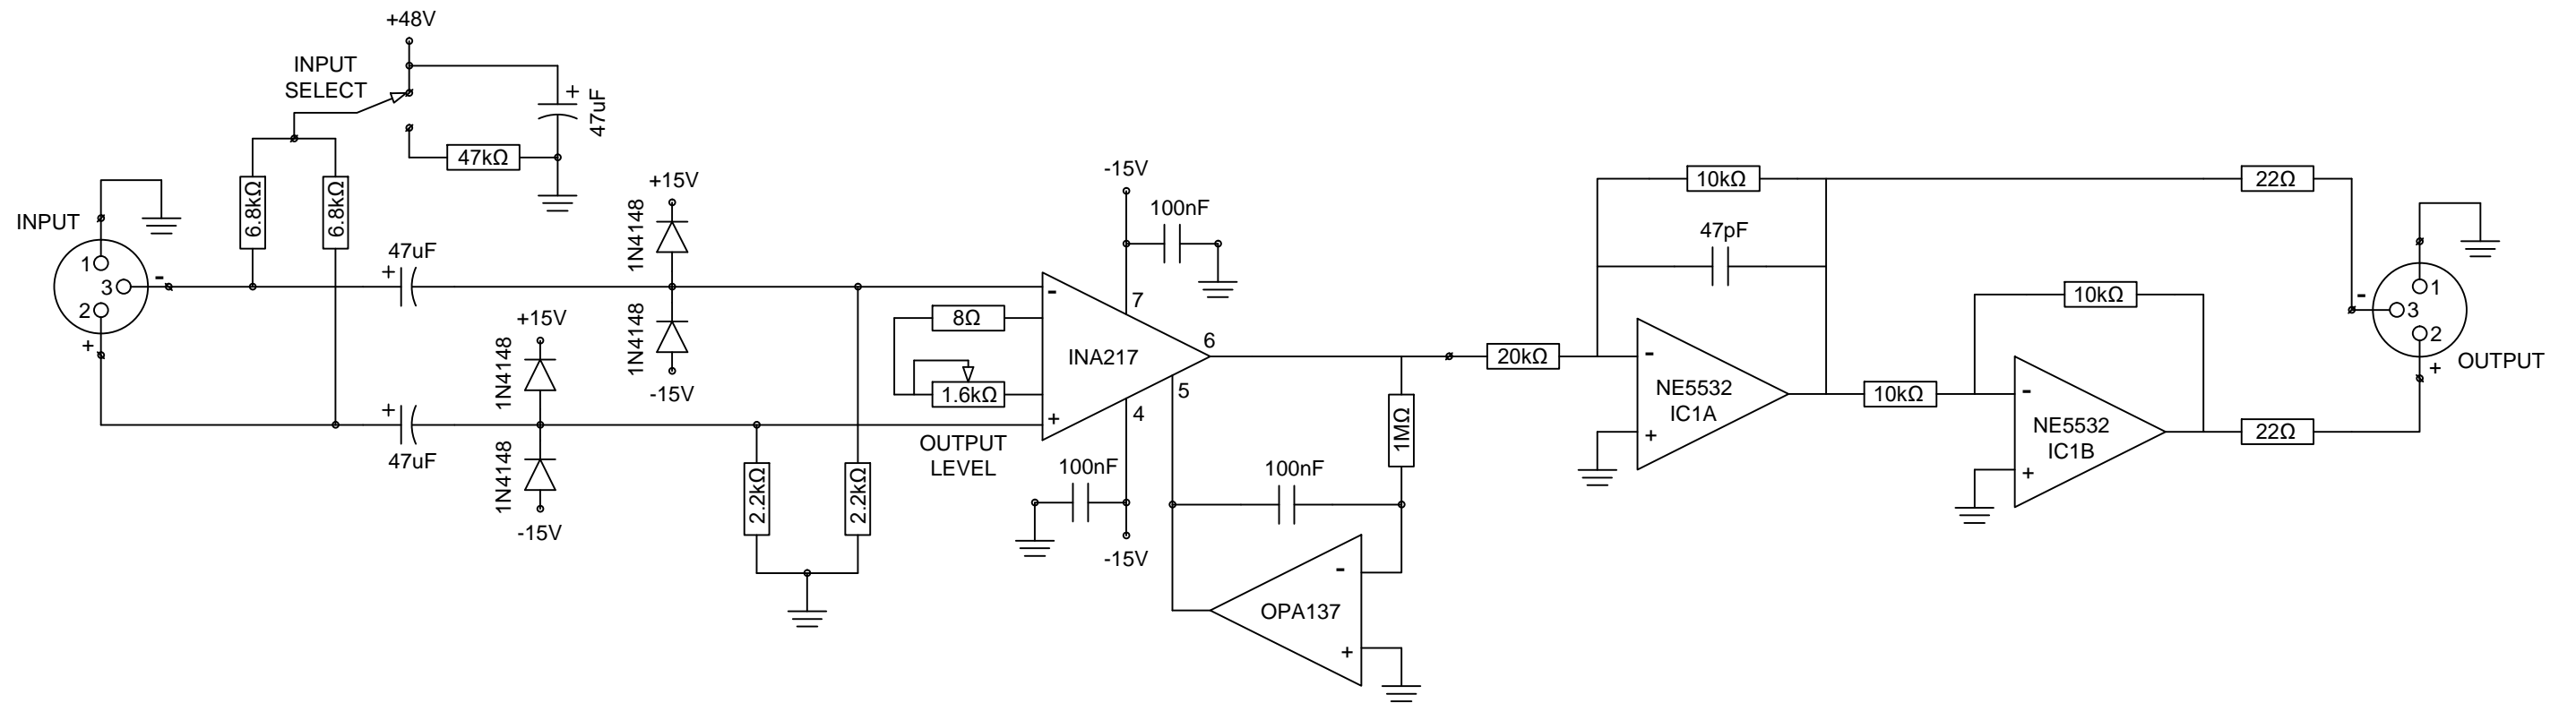 +48V
INPUT
SELECT
+
47uF
47kΩ
6.8kΩ
6.8kΩ
INPUT
1
3
2
-
+
+
47uF
+
47uF
+15V
1N4148
1N4148
-15V
+15V
1N4148
1N4148
-15V
2.2kΩ
2.2kΩ
8Ω
1.6kΩ
OUTPUT
LEVEL
-15V
100nF
7
-
INA217
+
6
5
4
100nF
-15V
100nF
1MΩ
-
OPA137
+
20kΩ
10kΩ
47pF
-
NE5532
IC1A
+
10kΩ
10kΩ
-
NE5532
IC1B
+
22Ω
22Ω
-
1
3
2
+
OUTPUT